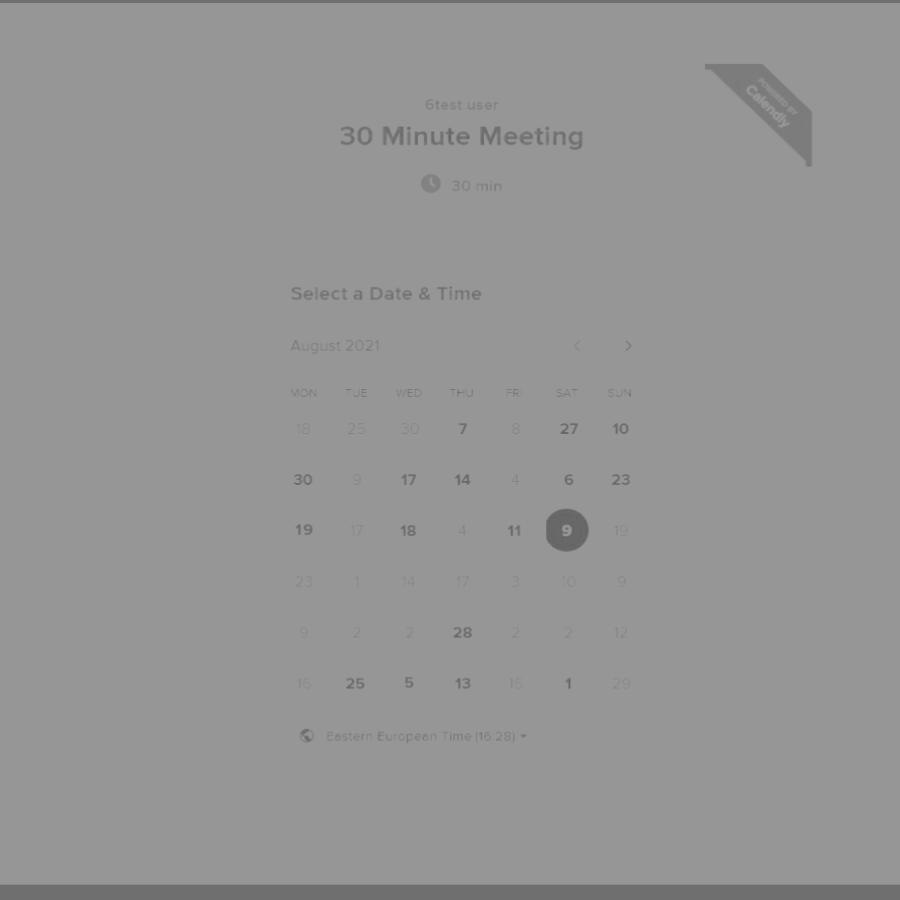 POWERED BY
Calendly
6test user
30 Minute Meeting
30 min
Select a Date & Time
August 2021
MON TUE WED THU FRI SAT SUN
18 25 30 7 8 27 10
30 9 17 14 4 6 23
19 17 18 4 11 9 19
23 1 14 17 3 10 9
9 2 2 28 2 2 12
16 25 5 13 15 1 29
Eastern European Time (16:28)